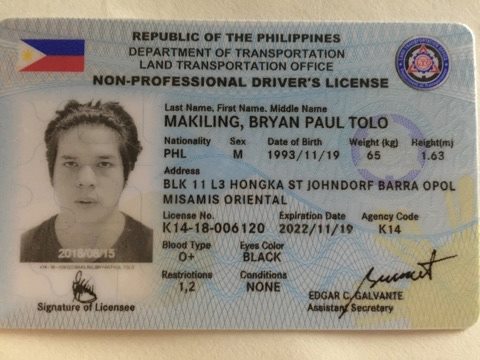 REPUBLIC OF THE PHILIPPINES
DEPARTMENT OF TRANSPORTATION
LAND TRANSPORTATION OFFICE
NON-PROFESSIONAL DRIVER'S LICENSE
Last Name, First Name, Middle Name
MAKILING, BRYAN PAUL TOLO
Nationality Sex Date of Birth Weight (kg) Height(m)
PHL M 1993/11/19 65 1.63
Address
BLK 11 L3 HONGKA ST JOHNDORF BARRA OPOL
MISAMIS ORIENTAL
License No. Expiration Date Agency Code
K14-18-006120 2022/11/19 K14
Blood Type Eyes Color
O+ BLACK
Restrictions Conditions
1,2 NONE
2018/08/15
Signature of Licensee
EDGAR C. GALVANTE
Assistant Secretary